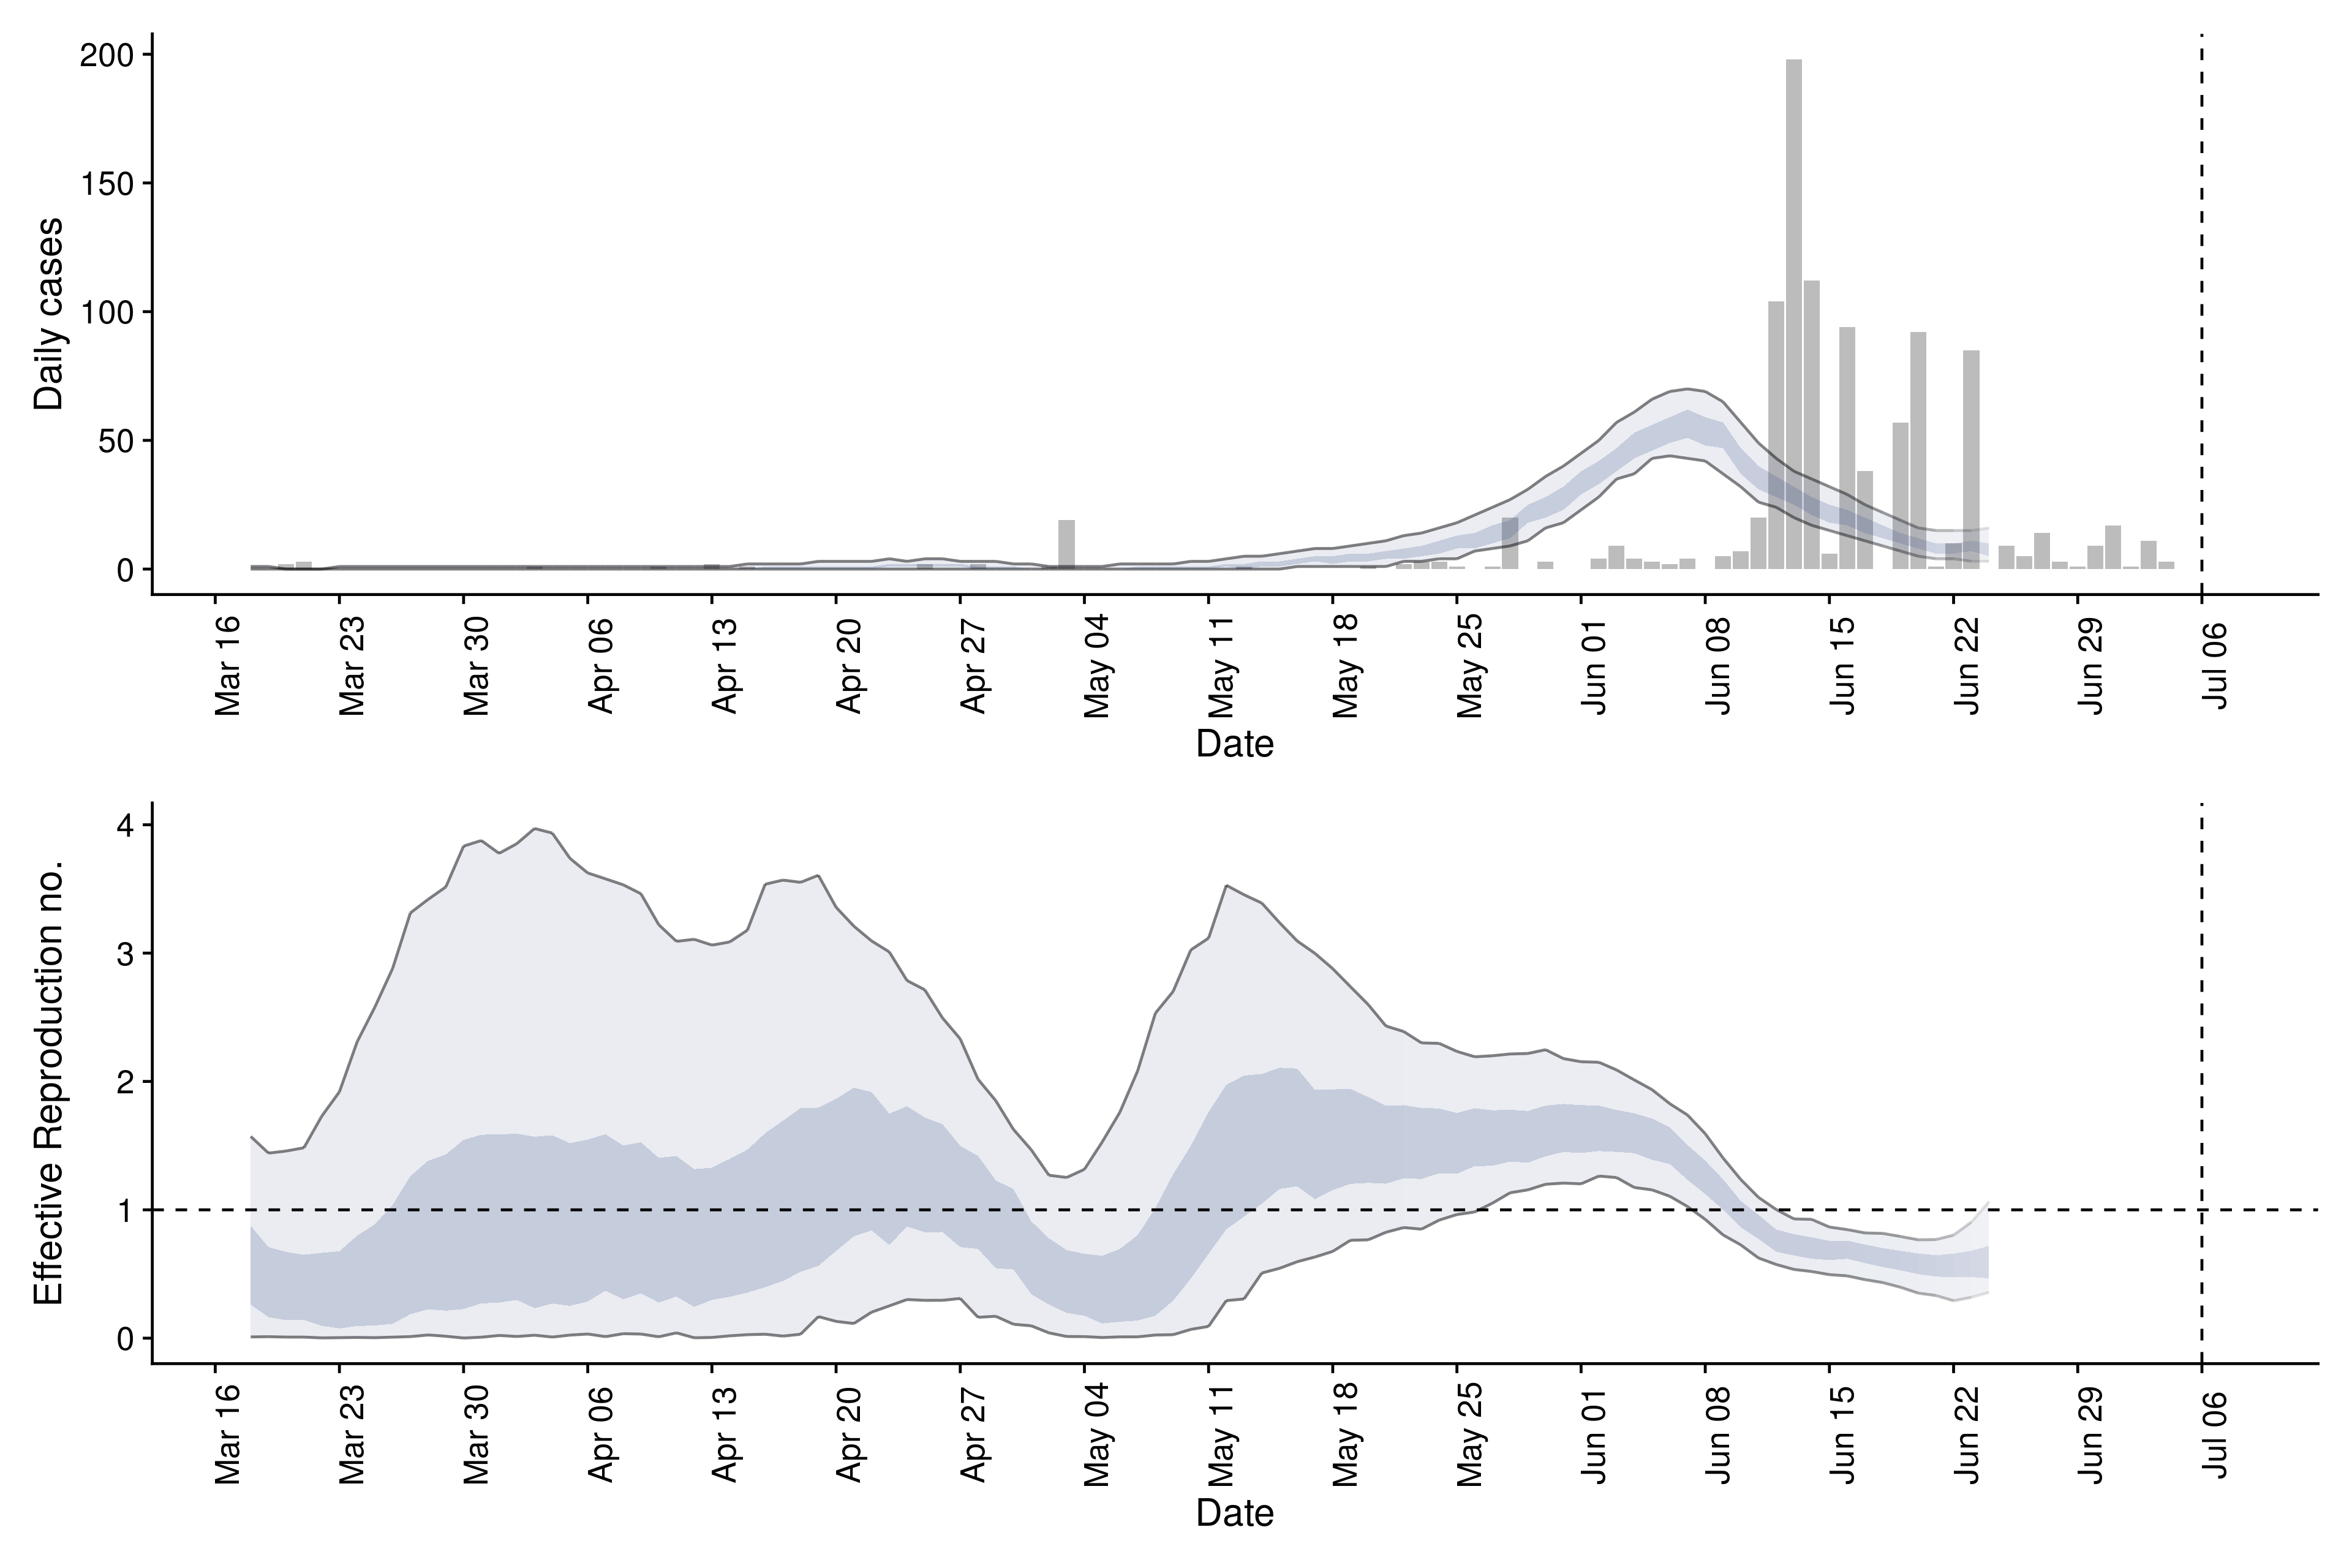 Daily cases
200
150
100
50
0
Mar 16
Mar 23
Mar 30
Apr 06
Apr 13
Apr 20
Apr 27
May 04
May 11
May 18
May 25
Jun 01
Jun 08
Jun 15
Jun 22
Jun 29
Jul 06
Date
Effective Reproduction no.
4
3
2
1
0
Mar 16
Mar 23
Mar 30
Apr 06
Apr 13
Apr 20
Apr 27
May 04
May 11
May 18
May 25
Jun 01
Jun 08
Jun 15
Jun 22
Jun 29
Jul 06
Date